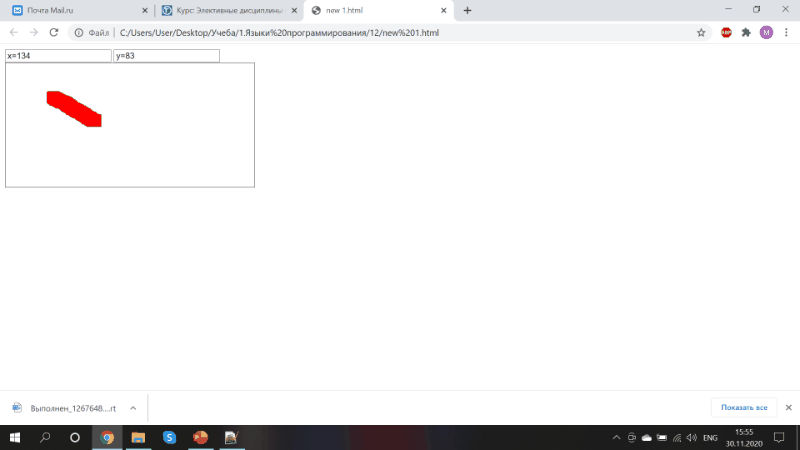 Почта Mail.ru
Курс: Элективные дисциплины
new 1.html
Файл
C:/Users/User/Desktop/Учеба/1.Языки%20программирования/12/new%201.html
ABP
M
x=134
y=83
Выполнен_1267648....rt
Показать все
ENG
15:55
30.11.2020